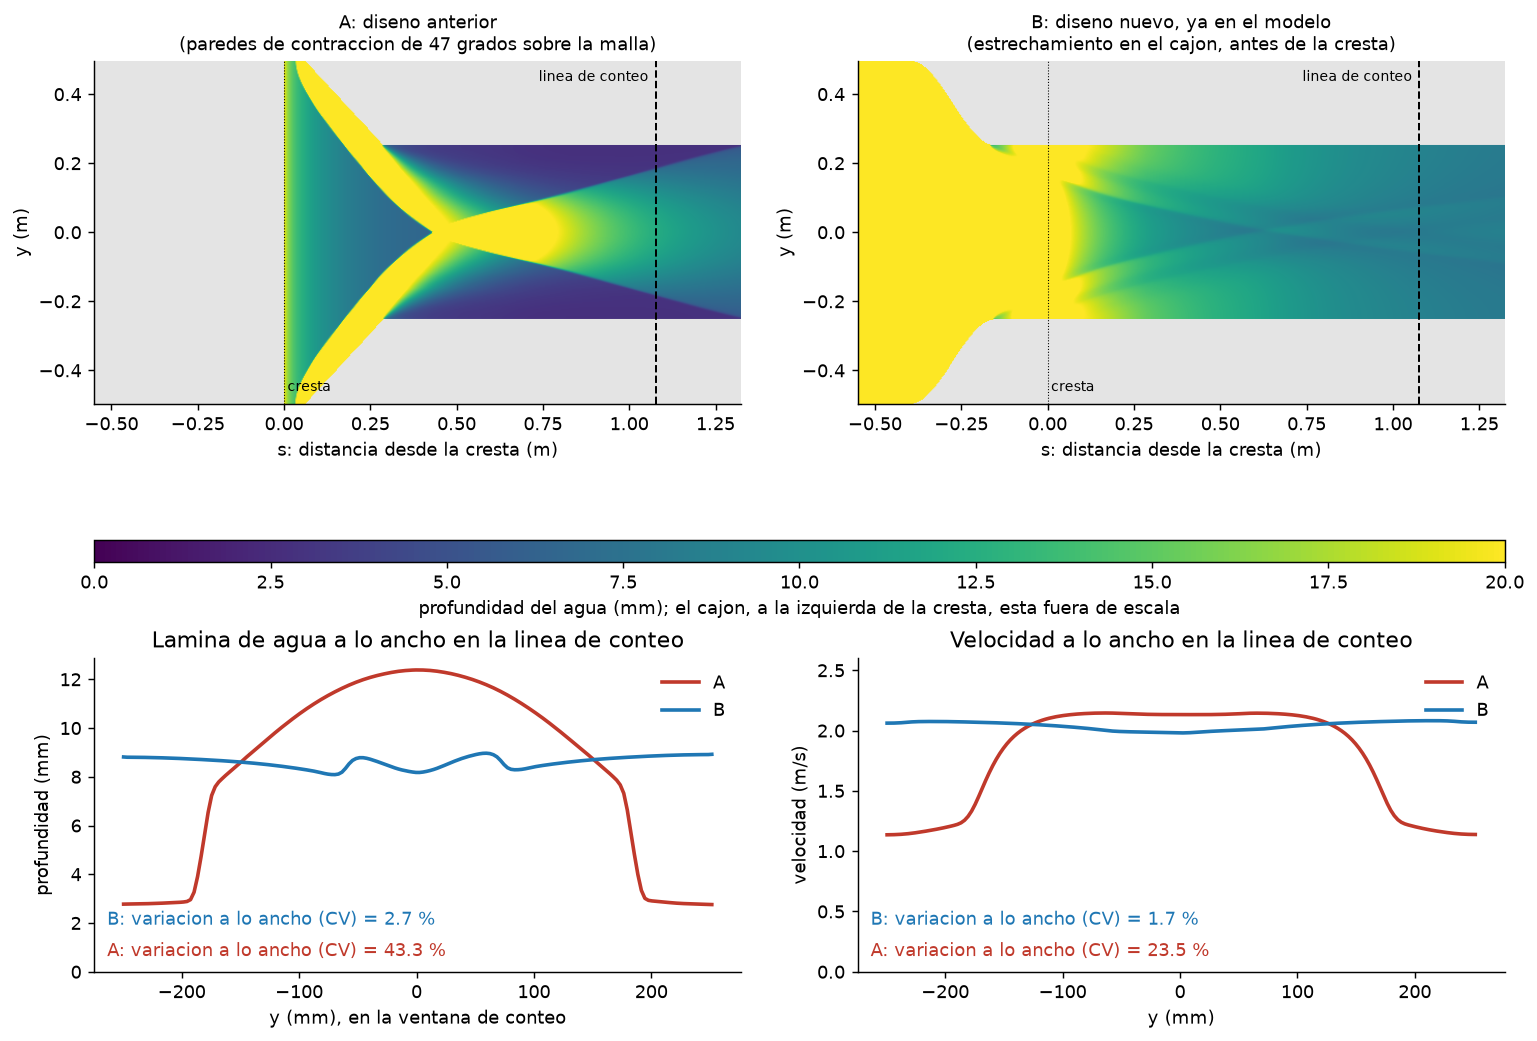 A: diseno anterior
(paredes de contraccion de 47 grados sobre la malla)
linea de conteo
cresta
0.4
0.2
0.0
−0.2
−0.4
y (m)
−0.50 −0.25 0.00 0.25 0.50 0.75 1.00 1.25
s: distancia desde la cresta (m)
B: diseno nuevo, ya en el modelo
(estrechamiento en el cajon, antes de la cresta)
linea de conteo
cresta
0.4
0.2
0.0
−0.2
−0.4
y (m)
−0.50 −0.25 0.00 0.25 0.50 0.75 1.00 1.25
s: distancia desde la cresta (m)
0.0 2.5 5.0 7.5 10.0 12.5 15.0 17.5 20.0
profundidad del agua (mm); el cajon, a la izquierda de la cresta, esta fuera de escala
Lamina de agua a lo ancho en la linea de conteo
A
B
12
10
8
6
4
2
0
profundidad (mm)
B: variacion a lo ancho (CV) = 2.7 %
A: variacion a lo ancho (CV) = 43.3 %
−200 −100 0 100 200
y (mm), en la ventana de conteo
Velocidad a lo ancho en la linea de conteo
A
B
2.5
2.0
1.5
1.0
0.5
0.0
velocidad (m/s)
B: variacion a lo ancho (CV) = 1.7 %
A: variacion a lo ancho (CV) = 23.5 %
−200 −100 0 100 200
y (mm)